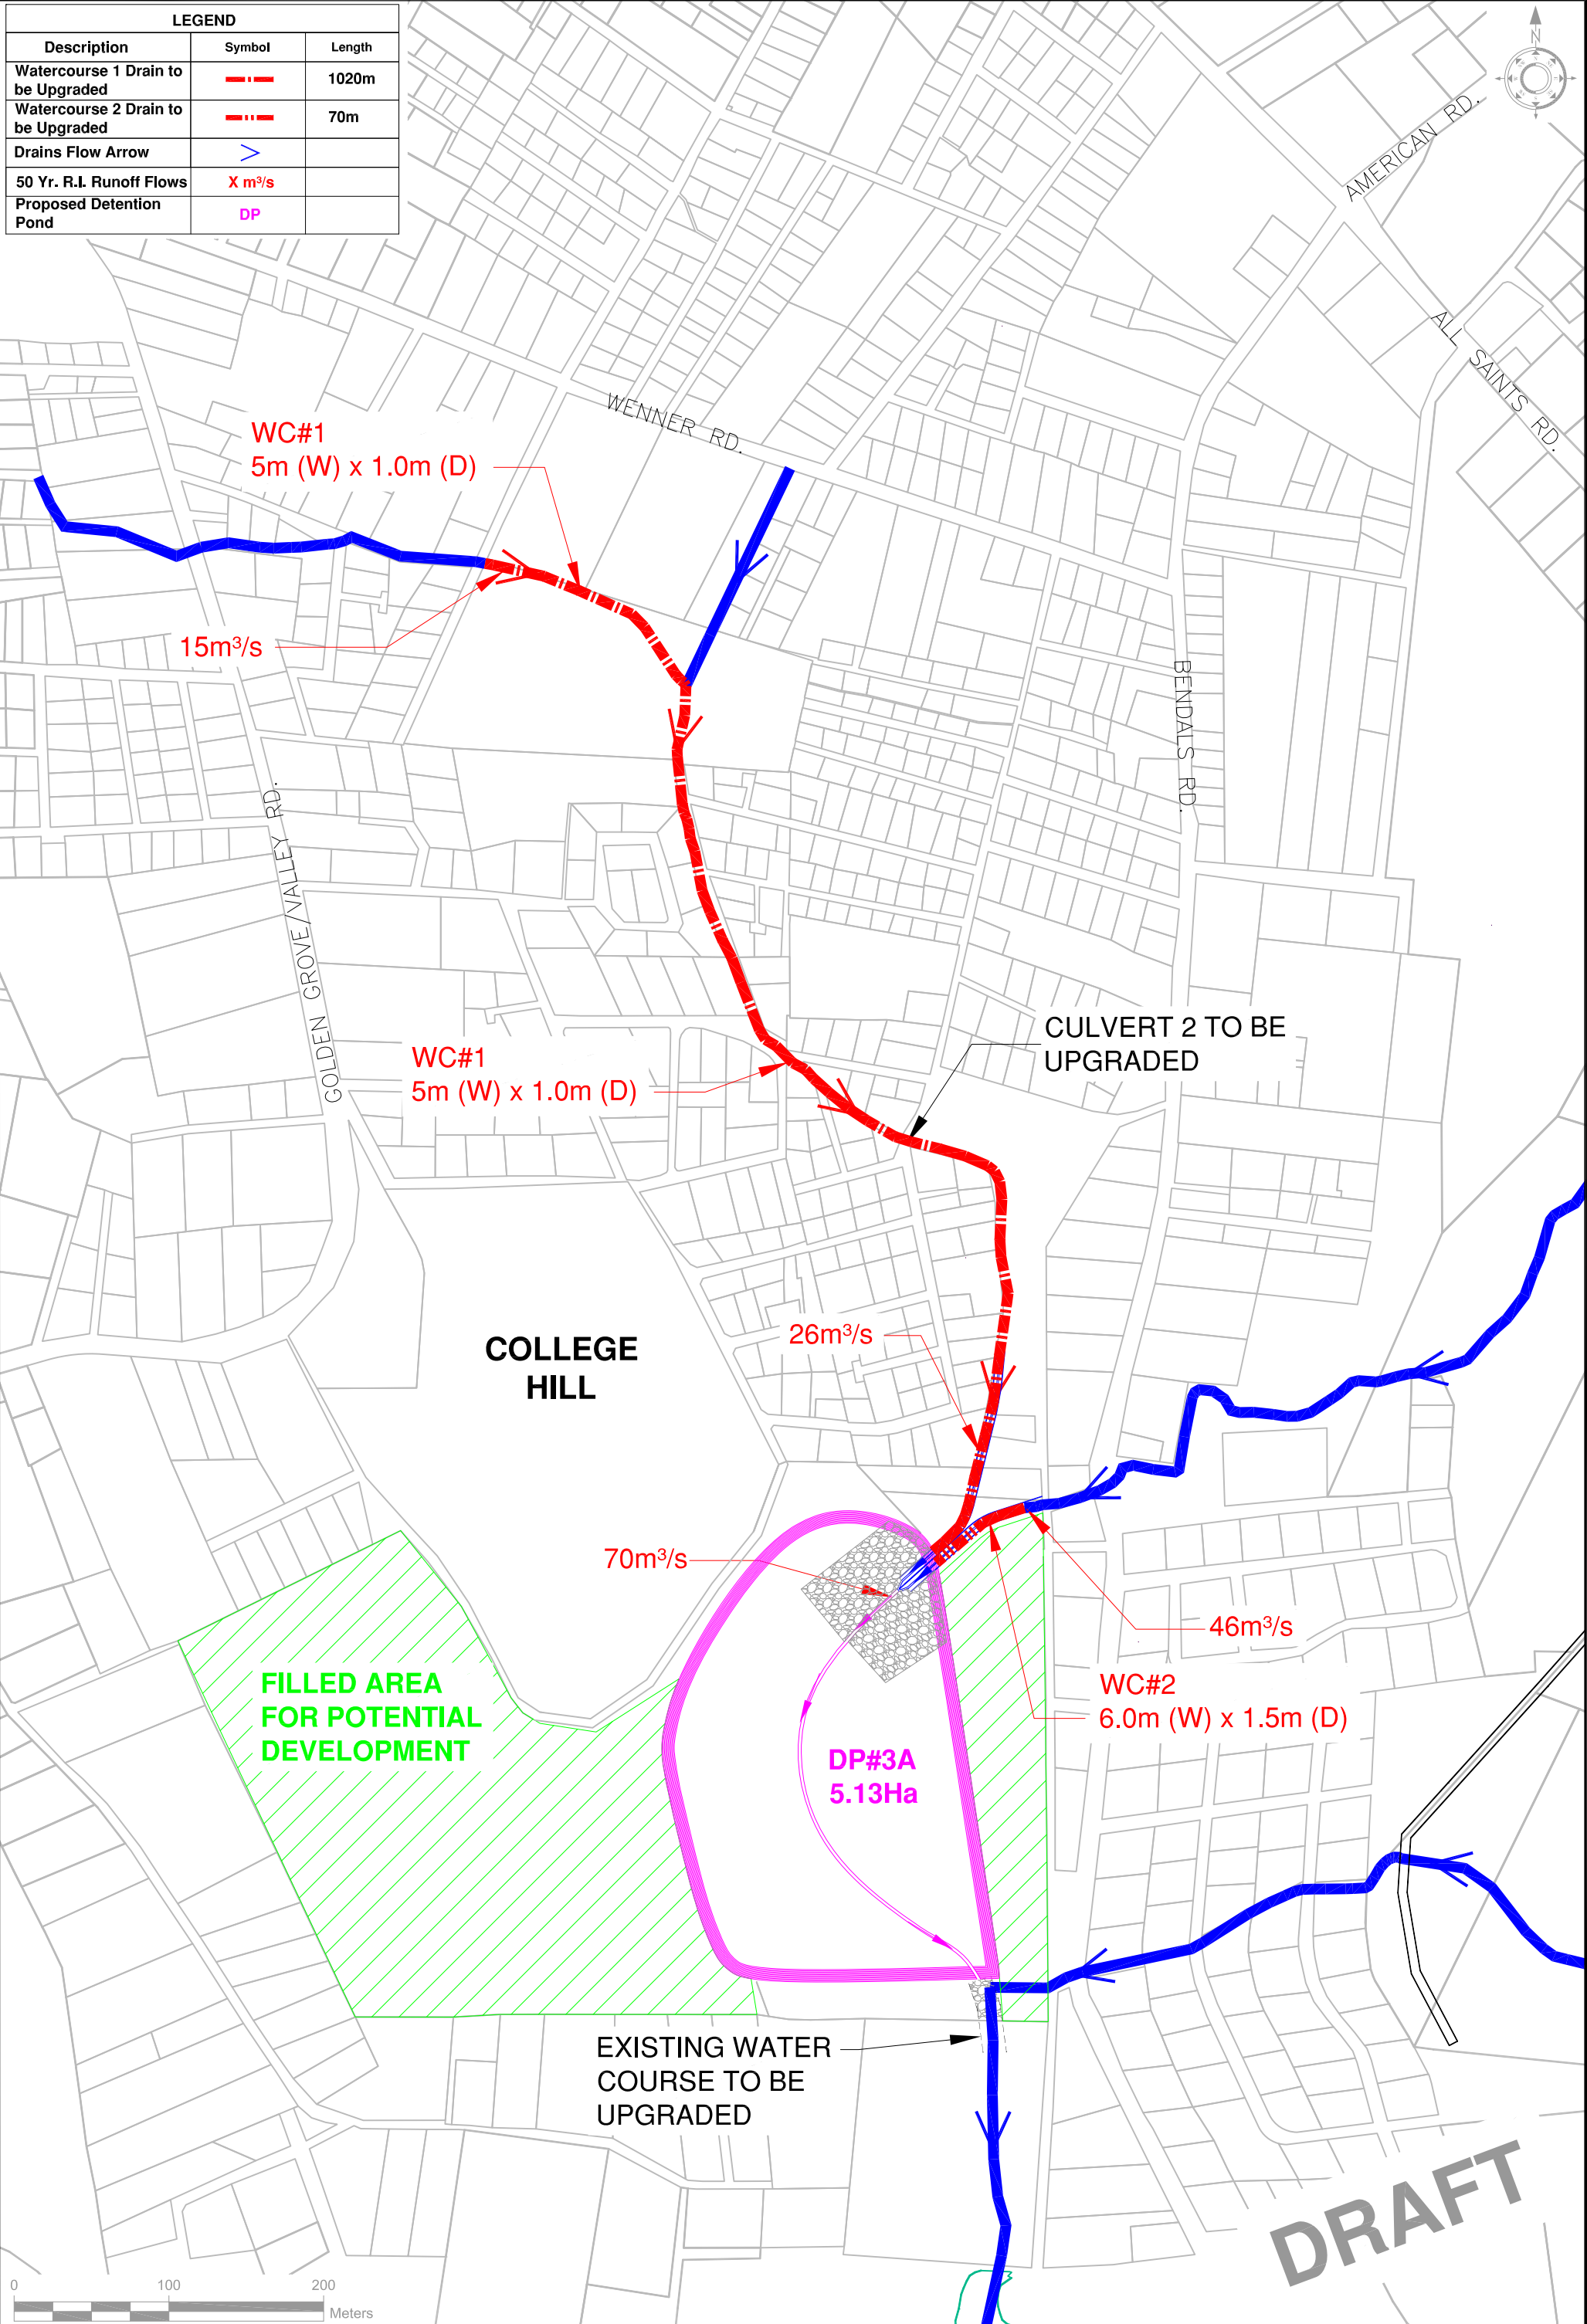 LEGEND
Description Symbol Length
Watercourse 1 Drain to
be Upgraded
1020m
Watercourse 2 Drain to
be Upgraded
70m
Drains Flow Arrow
50 Yr. R.I. Runoff Flows X m³/s
Proposed Detention
Pond
DP
N
AMERICAN RD.
ALL SAINTS RD.
WENNER RD.
WC#1
5m (W) x 1.0m (D)
15m³/s
BENDALS RD.
GOLDEN GROVE/VALLEY RD.
CULVERT 2 TO BE
UPGRADED
WC#1
5m (W) x 1.0m (D)
26m³/s
COLLEGE
HILL
70m³/s
46m³/s
WC#2
6.0m (W) x 1.5m (D)
FILLED AREA
FOR POTENTIAL
DEVELOPMENT
DP#3A
5.13Ha
EXISTING WATER
COURSE TO BE
UPGRADED
DRAFT
0 100 200
Meters